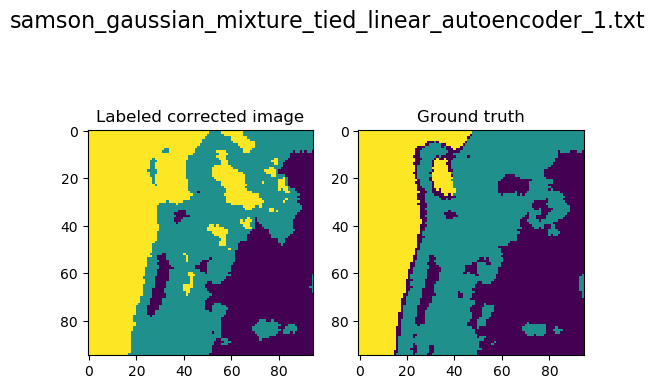 samson_gaussian_mixture_tied_linear_autoencoder_1.txt
Labeled corrected image
Ground truth
0
20
40
60
80
0 20 40 60 80
0
20
40
60
80
0 20 40 60 80